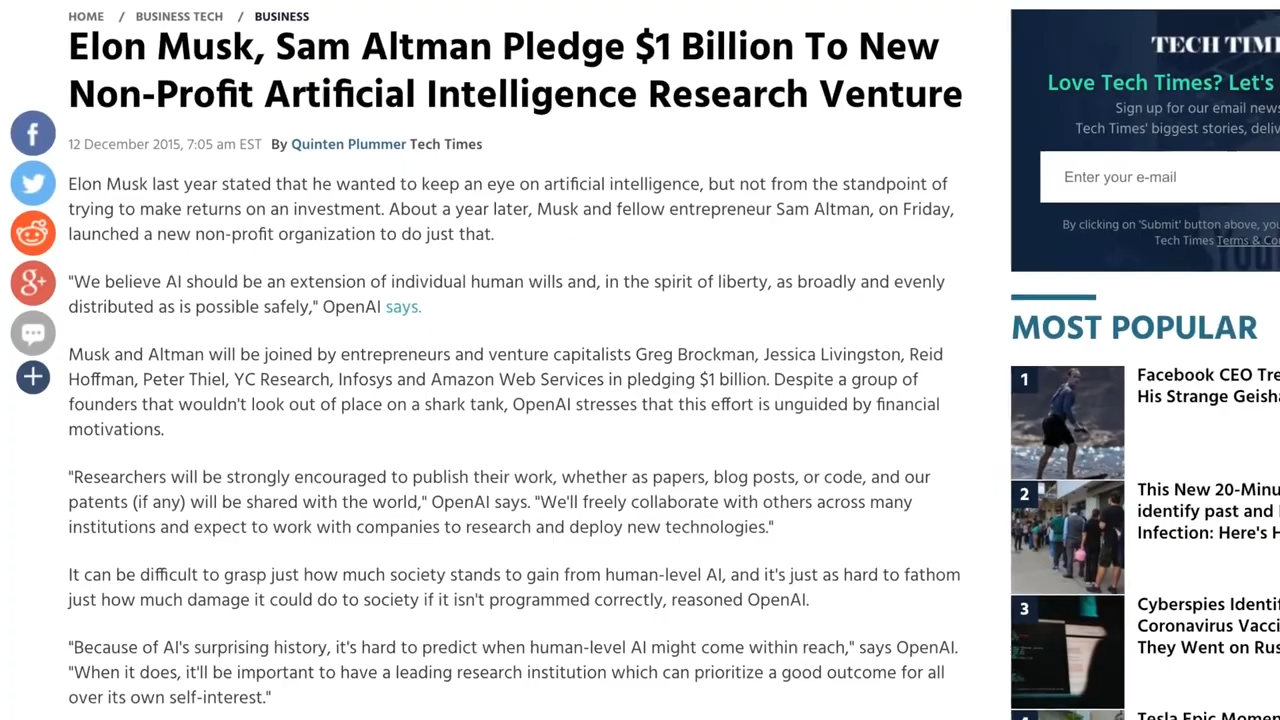 HOME / BUSINESS TECH / BUSINESS
Elon Musk, Sam Altman Pledge $1 Billion To New
Non-Profit Artificial Intelligence Research Venture
12 December 2015, 7:05 am EST By Quinten Plummer Tech Times
Elon Musk last year stated that he wanted to keep an eye on artificial intelligence, but not from the standpoint of
trying to make returns on an investment. About a year later, Musk and fellow entrepreneur Sam Altman, on Friday,
launched a new non-profit organization to do just that.
"We believe AI should be an extension of individual human wills and, in the spirit of liberty, as broadly and evenly
distributed as is possible safely," OpenAI says.
Musk and Altman will be joined by entrepreneurs and venture capitalists Greg Brockman, Jessica Livingston, Reid
Hoffman, Peter Thiel, YC Research, Infosys and Amazon Web Services in pledging $1 billion. Despite a group of
founders that wouldn't look out of place on a shark tank, OpenAI stresses that this effort is unguided by financial
motivations.
"Researchers will be strongly encouraged to publish their work, whether as papers, blog posts, or code, and our
patents (if any) will be shared with the world," OpenAI says. "We'll freely collaborate with others across many
institutions and expect to work with companies to research and deploy new technologies."
It can be difficult to grasp just how much society stands to gain from human-level AI, and it's just as hard to fathom
just how much damage it could do to society if it isn't programmed correctly, reasoned OpenAI.
"Because of AI's surprising history, it's hard to predict when human-level AI might come within reach," says OpenAI.
"When it does, it'll be important to have a leading research institution which can prioritize a good outcome for all
over its own self-interest."
f
g+
TECH TIM
Love Tech Times? Let's
Sign up for our email news
Tech Times' biggest stories, deliv
Enter your e-mail
By clicking on 'Submit' button above, you
Tech Times Terms & Co
MOST POPULAR
1
Facebook CEO Tre
His Strange Geish
2
This New 20-Minu
identify past and
Infection: Here's H
3
Cyberspies Identif
Coronavirus Vacci
They Went on Rus
Tesla Epic Momen